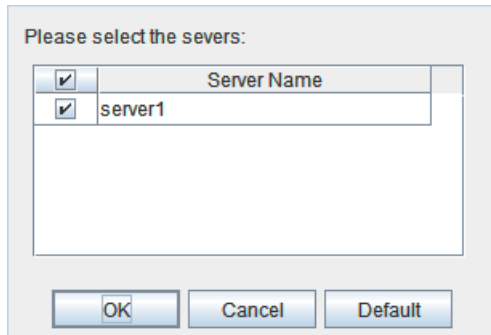 Please select the severs:
Server Name
server1
OK Cancel Default